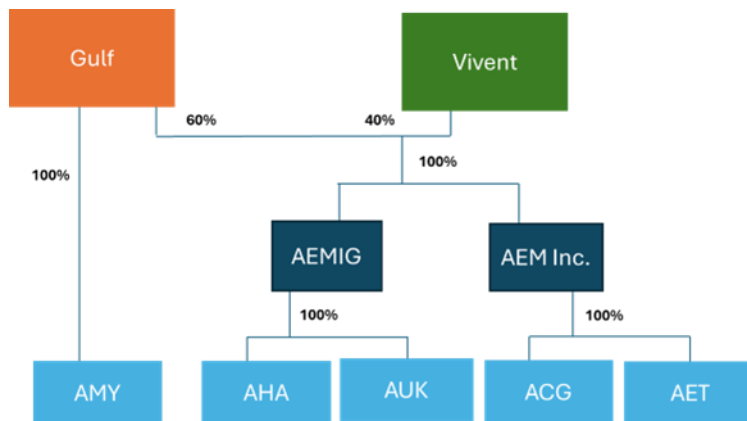 Gulf
Vivent
60%
40%
100%
100%
AEMIG
AEM Inc.
100%
100%
AMY
AHA
AUK
ACG
AET